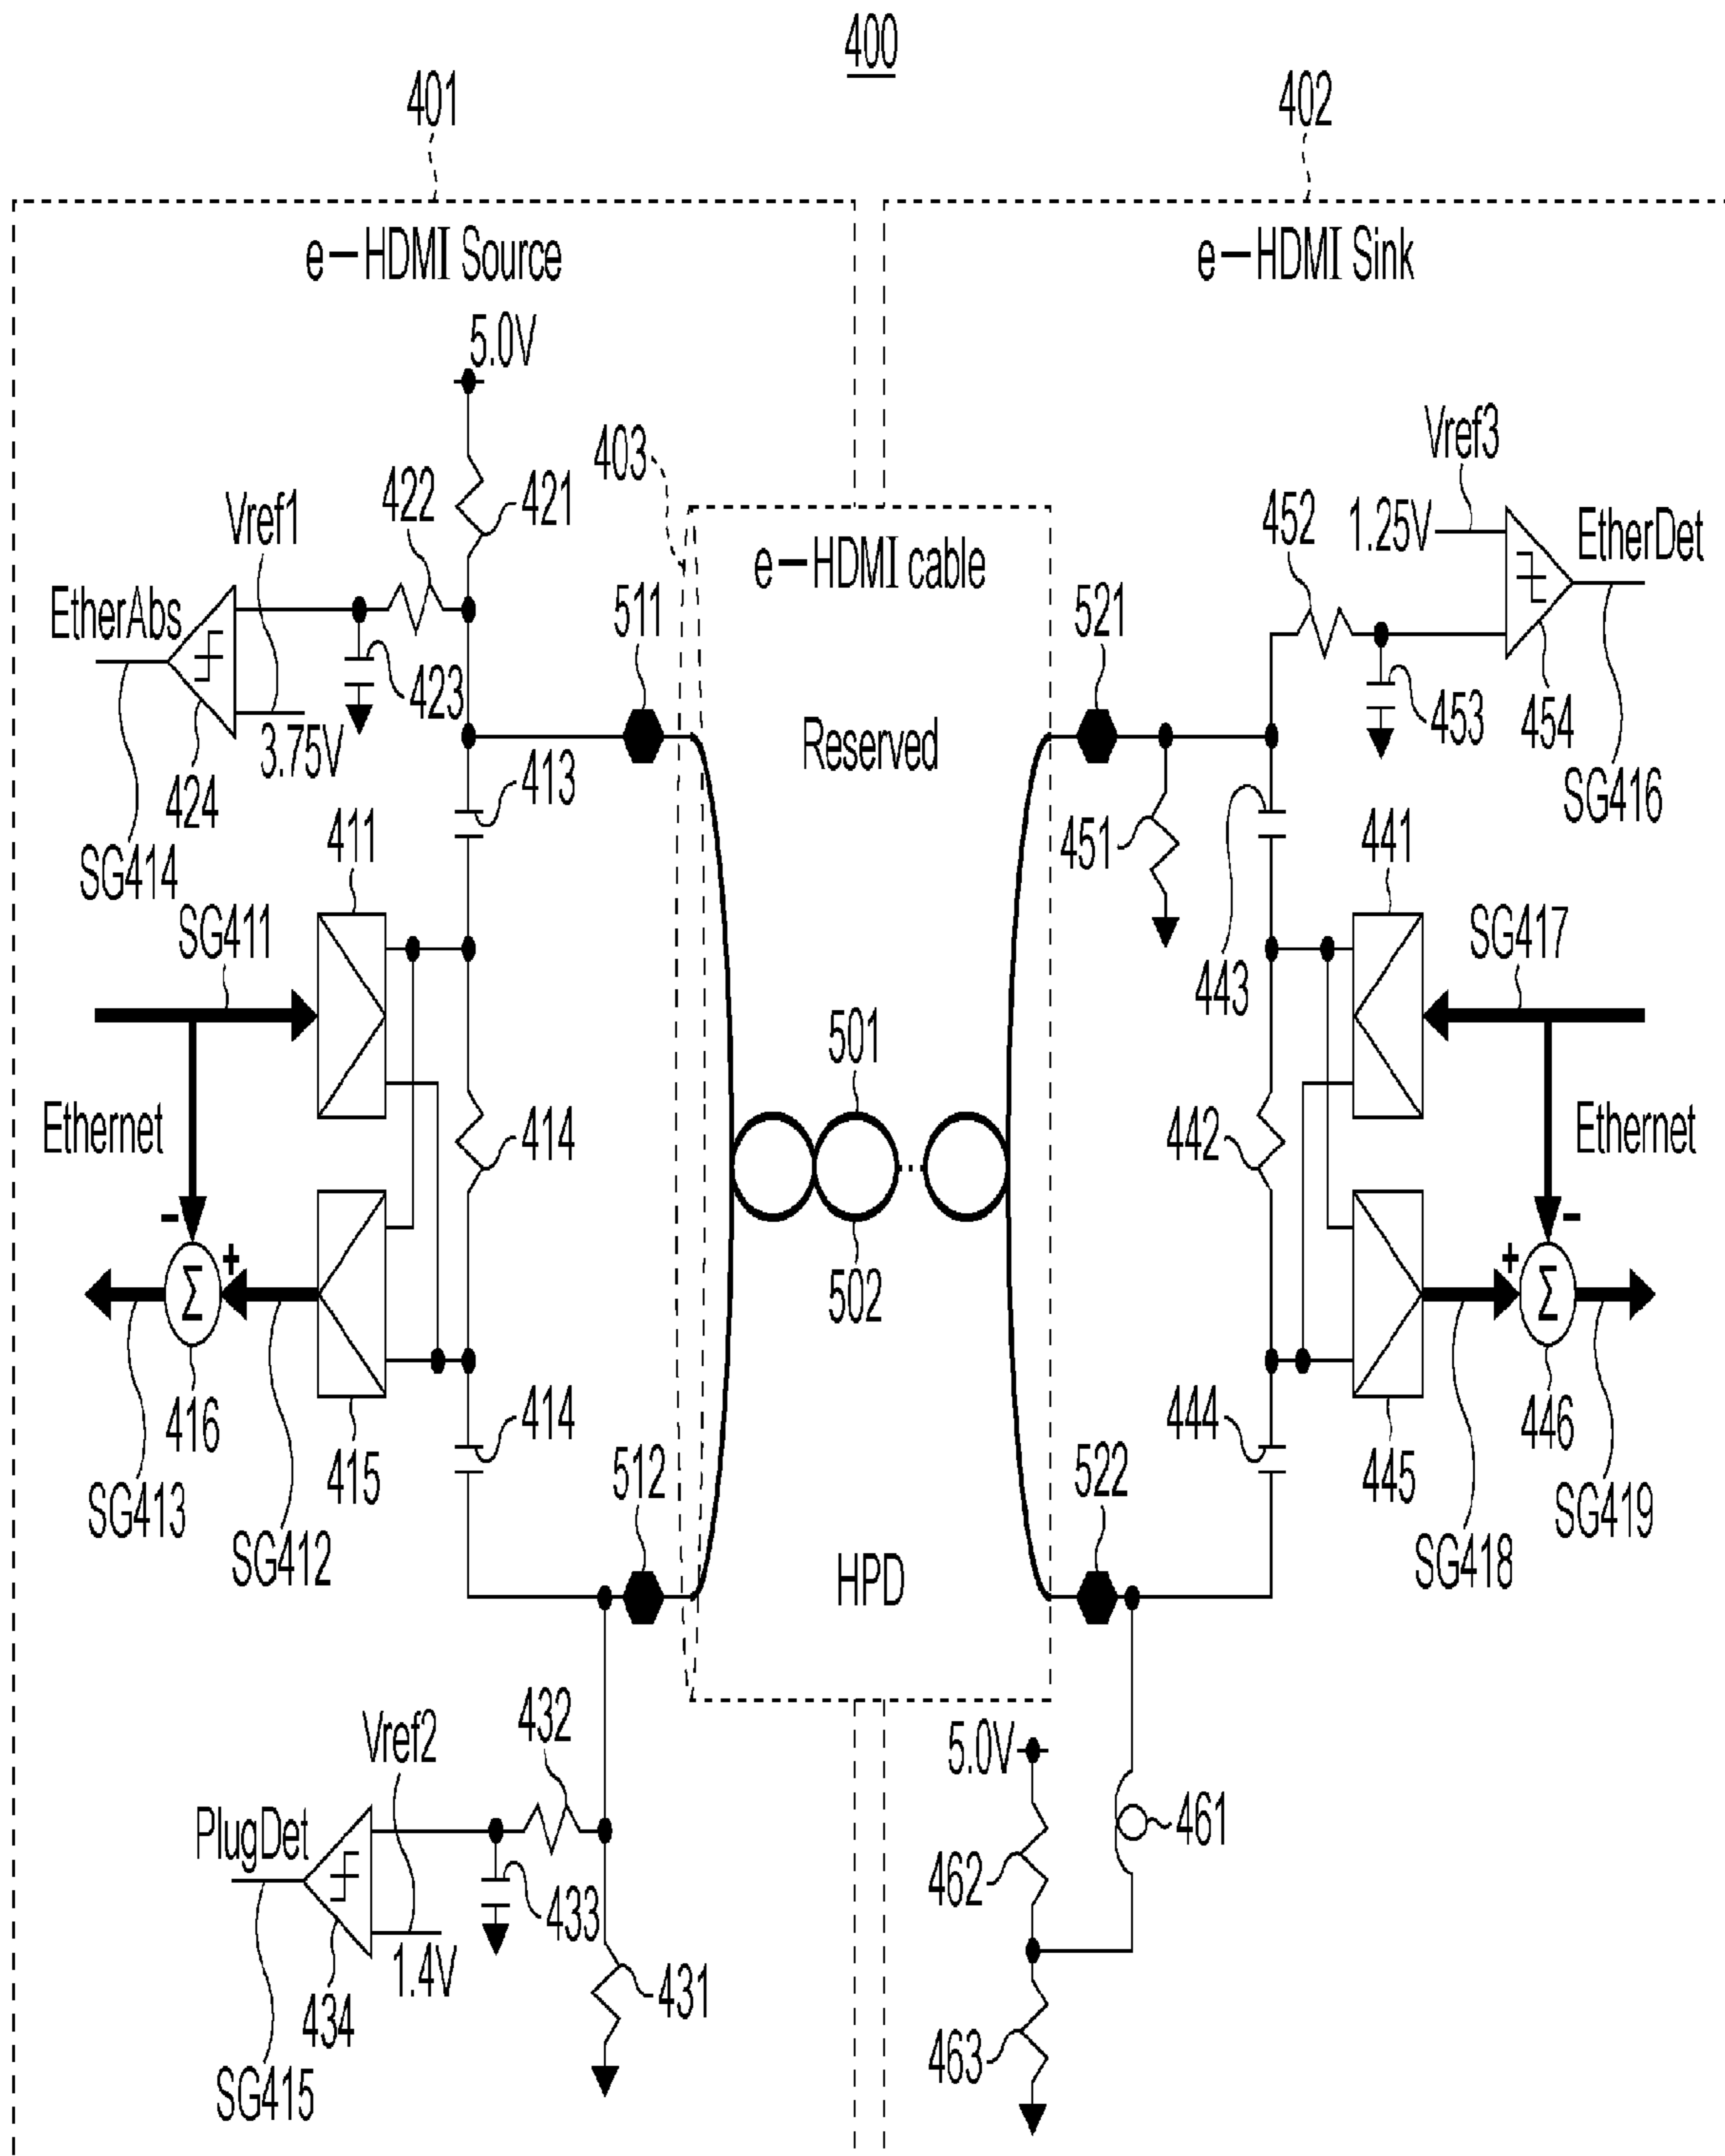 400
401
402
e-HDMI Source
e-HDMI Sink
5.0V
403
422
421
Vref1
EtherAbs
423
3.75V
424
SG414
511
e-HDMI cable
521
Reserved
452
Vref3
1.25V
EtherDet
453
454
SG416
413
411
SG411
451
443
441
SG417
Ethernet
414
501
502
442
Ethernet
-
+
Σ
416
415
SG413
SG412
414
512
HPD
522
444
445
-
+
Σ
446
SG418
SG419
432
Vref2
PlugDet
433
1.4V
434
431
SG415
5.0V
461
462
463